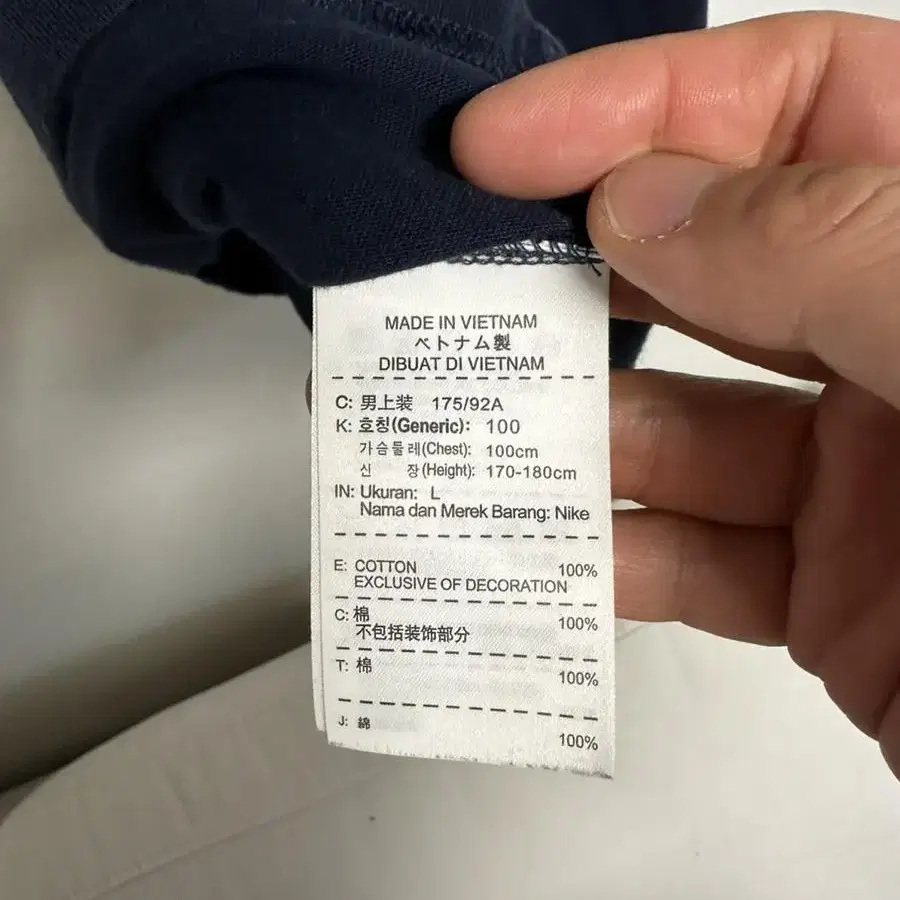 MADE IN VIETNAM
ベトナム製
DIBUAT DI VIETNAM
C: 男上装 175/92A
K: 호칭(Generic): 100
가슴둘레(Chest): 100cm
신 장(Height): 170-180cm
IN: Ukuran: L
Nama dan Merek Barang: Nike
E: COTTON 100%
EXCLUSIVE OF DECORATION
C: 棉 100%
不包括装饰部分
T: 棉 100%
J: 綿 100%